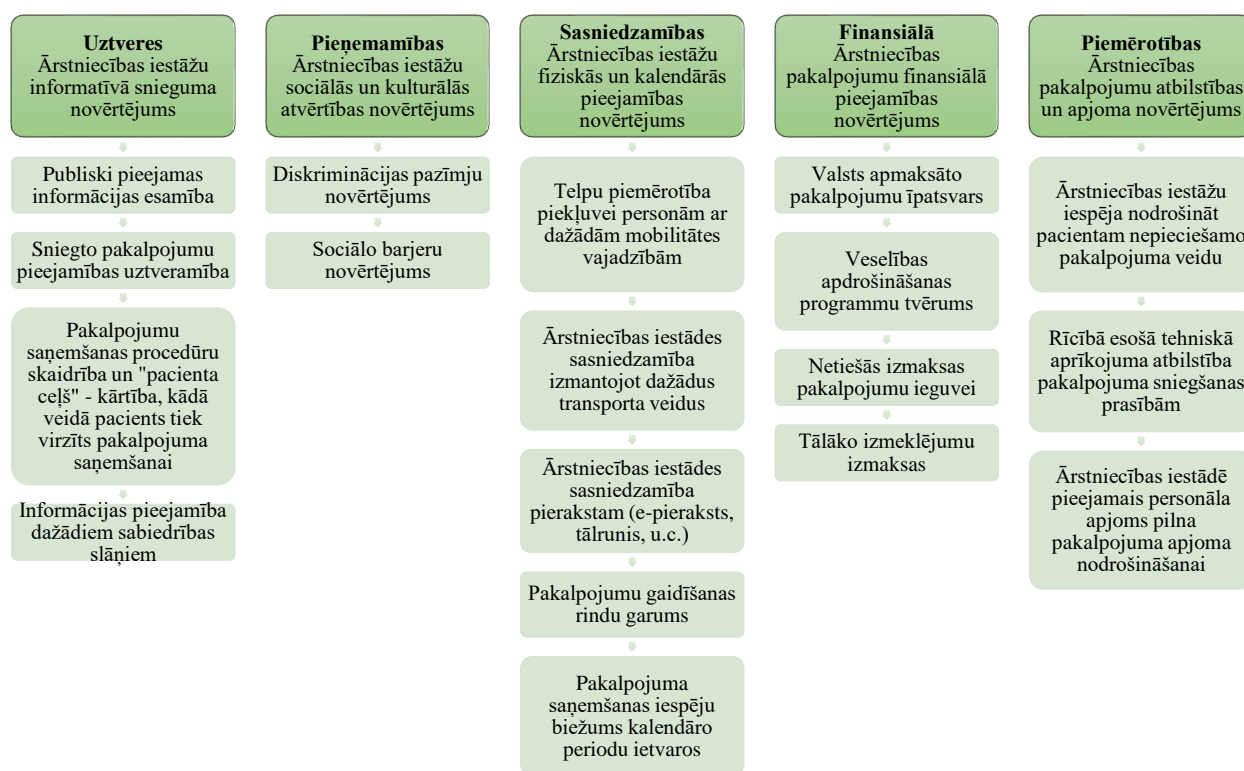 Uztveres
Ārstniecības iestāžu
informatīvā snieguma
novērtējums
Publiski pieejamas
informācijas esamība
Sniegto pakalpojumu
pieejamības uztveramība
Pakalpojumu
saņemšanas procedūru
skaidrība un "pacienta
ceļš" - kārtība, kādā
veidā pacients tiek
virzīts pakalpojuma
saņemšanai
Informācijas pieejamība
dažādiem sabiedrības
slāņiem
Pieņemamības
Ārstniecības iestāžu
sociālās un kulturālās
atvērtības novērtējums
Diskriminācijas pazīmju
novērtējums
Sociālo barjeru
novērtējums
Sasniedzamības
Ārstniecības iestāžu
fiziskās un kalendārās
pieejamības
novērtējums
Telpu piemērotība
piekļuvei personām ar
dažādām mobilitātes
vajadzībām
Ārstniecības iestādes
sasniedzamība
izmantojot dažādus
transporta veidus
Ārstniecības iestādes
sasniedzamība
pierakstam (e-pieraksts,
tālrunis, u.c.)
Pakalpojumu gaidīšanas
rindu garums
Pakalpojuma
saņemšanas iespēju
biežums kalendāro
periodu ietvaros
Finansiālā
Ārstniecības
pakalpojumu finansiālā
pieejamības
novērtējums
Valsts apmaksāto
pakalpojumu īpatsvars
Veselības
apdrošināšanas
programmu tvērums
Netiešās izmaksas
pakalpojumu ieguvei
Tālāko izmeklējumu
izmaksas
Piemērotības
Ārstniecības
pakalpojumu atbilstības
un apjoma novērtējums
Ārstniecības iestāžu
iespēja nodrošināt
pacientam nepieciešamo
pakalpojuma veidu
Rīcībā esošā tehniskā
aprīkojuma atbilstība
pakalpojuma sniegšanas
prasībām
Ārstniecības iestādē
pieejamais personāla
apjoms pilna
pakalpojuma apjoma
nodrošināšanai